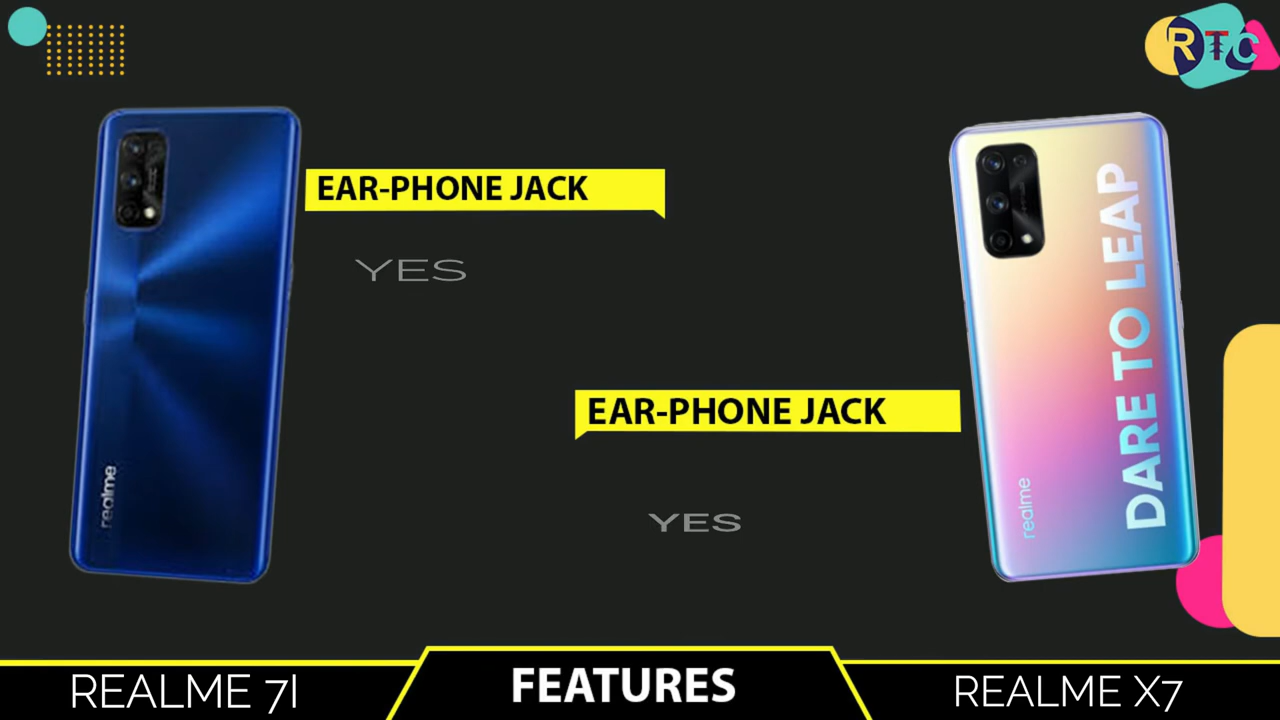 RTC
EAR-PHONE JACK
YES
EAR-PHONE JACK
YES
realme
realme
DARE TO LEAP
REALME 7I
FEATURES
REALME X7